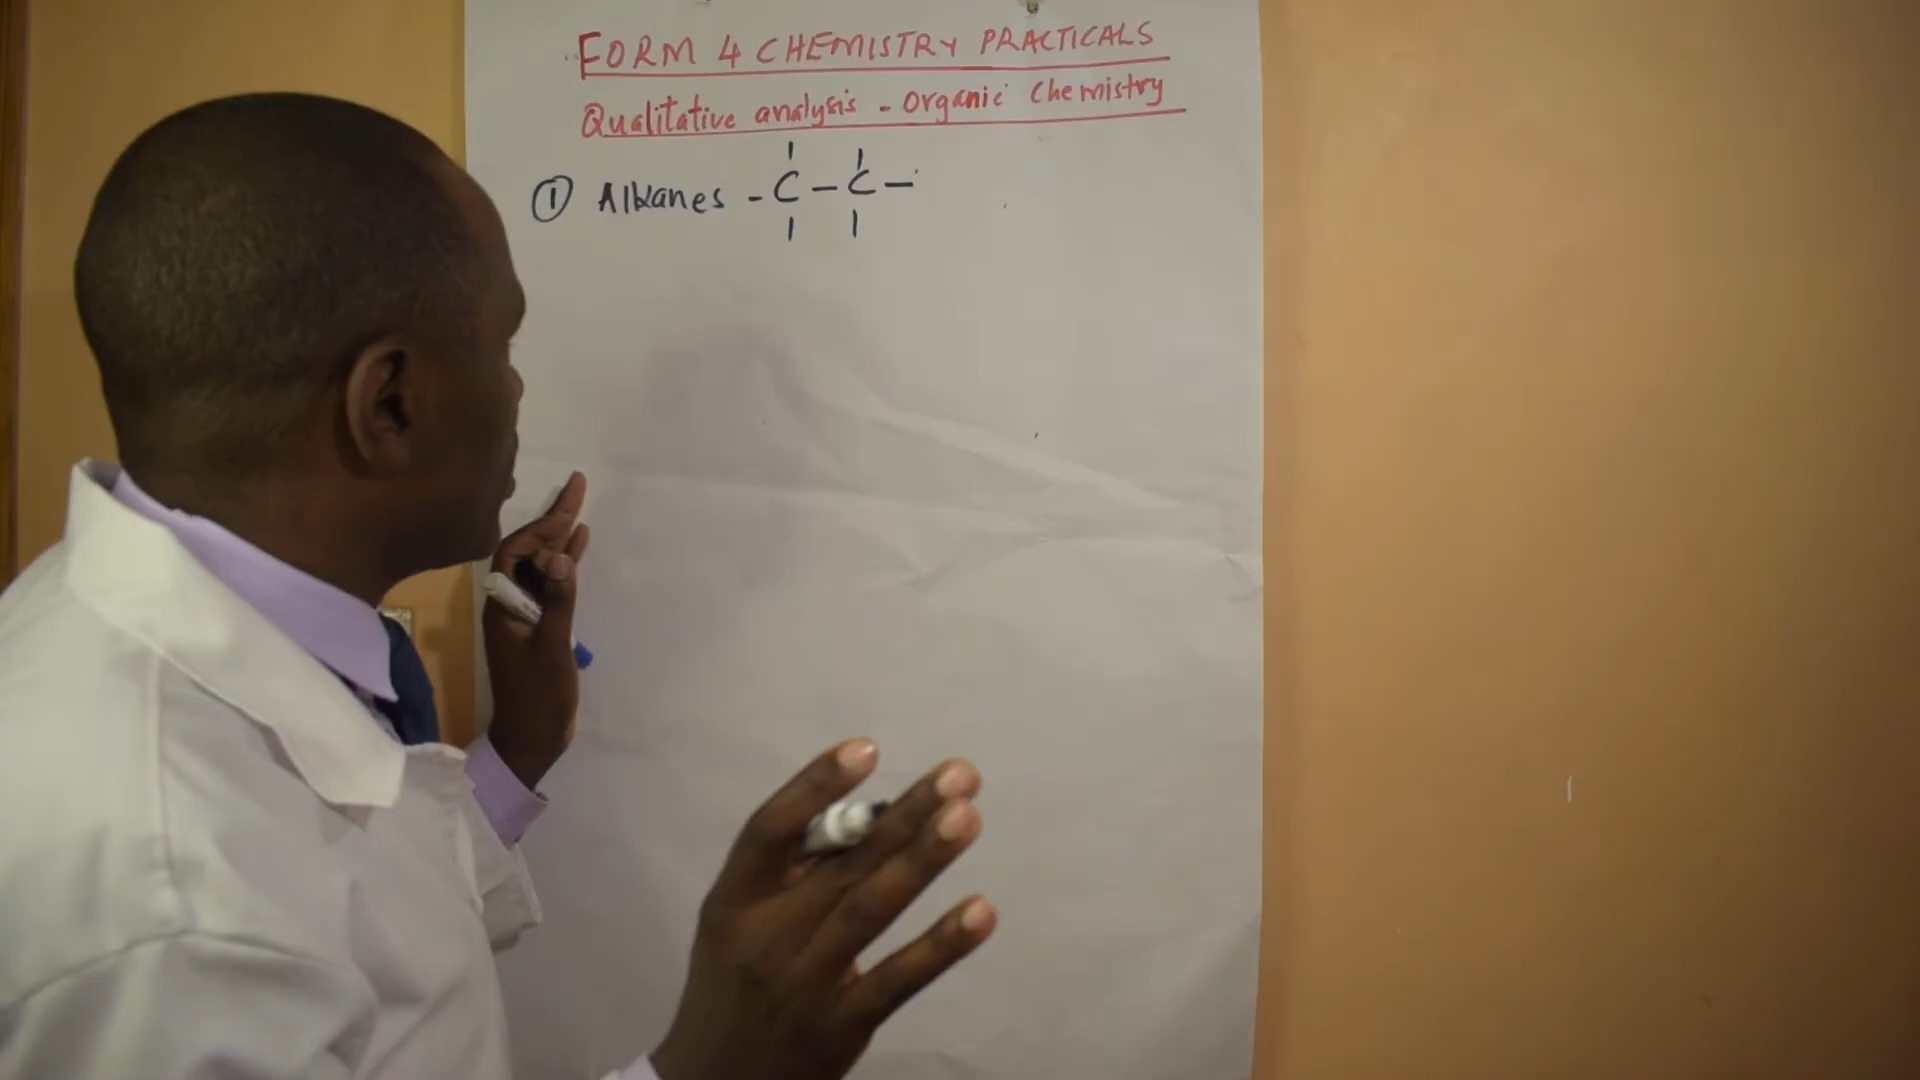 FORM 4 CHEMISTRY PRACTICALS
Qualitative analysis - Organic Chemistry
① Alkanes - C - C -